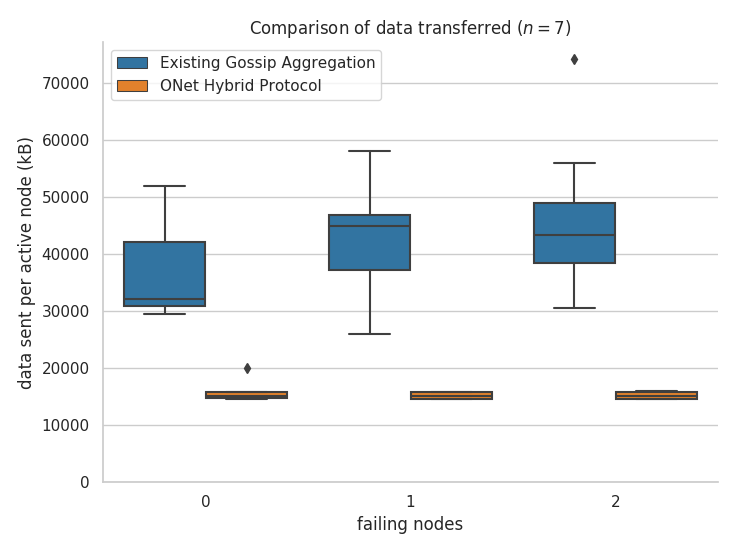 Comparison of data transferred (n = 7)
Existing Gossip Aggregation
ONet Hybrid Protocol
data sent per active node (kB)
70000
60000
50000
40000
30000
20000
10000
0
0 1 2
failing nodes